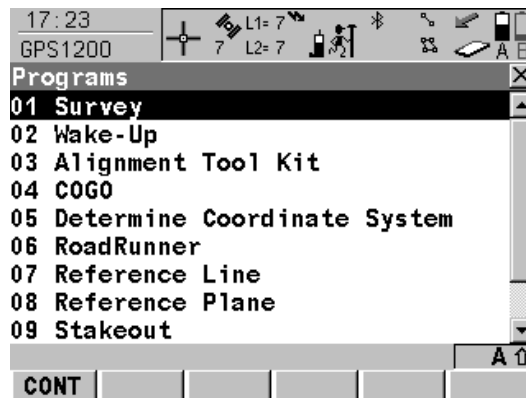 17:23
L1= 7
GPS1200
7 L2= 7
A B
Programs
01 Survey
02 Wake-Up
03 Alignment Tool Kit
04 COGO
05 Determine Coordinate System
06 RoadRunner
07 Reference Line
08 Reference Plane
09 Stakeout
A
CONT